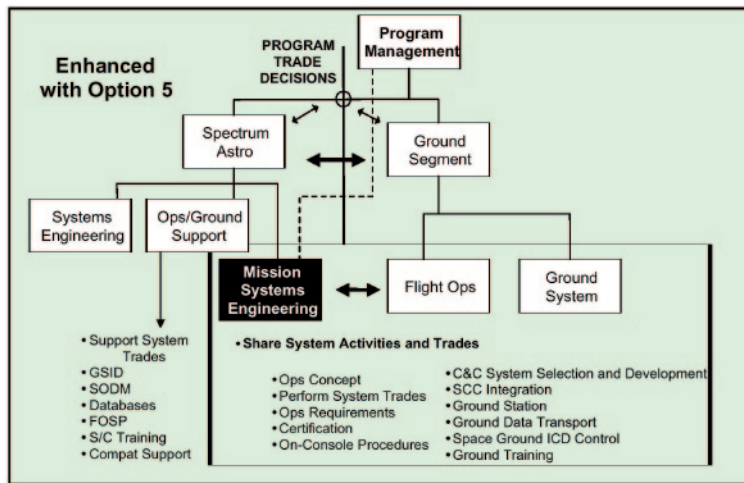 Program
Management
PROGRAM
TRADE
DECISIONS
Enhanced
with Option 5
Spectrum
Astro
Ground
Segment
Systems
Engineering
Ops/Ground
Support
Mission
Systems
Engineering
Flight Ops
Ground
System
• Support System
Trades
• GSID
• SODM
• Databases
• FOSP
• S/C Training
• Compat Support
• Share System Activities and Trades
• Ops Concept
• Perform System Trades
• Ops Requirements
• Certification
• On-Console Procedures
• C&C System Selection and Development
• SCC Integration
• Ground Station
• Ground Data Transport
• Space Ground ICD Control
• Ground Training